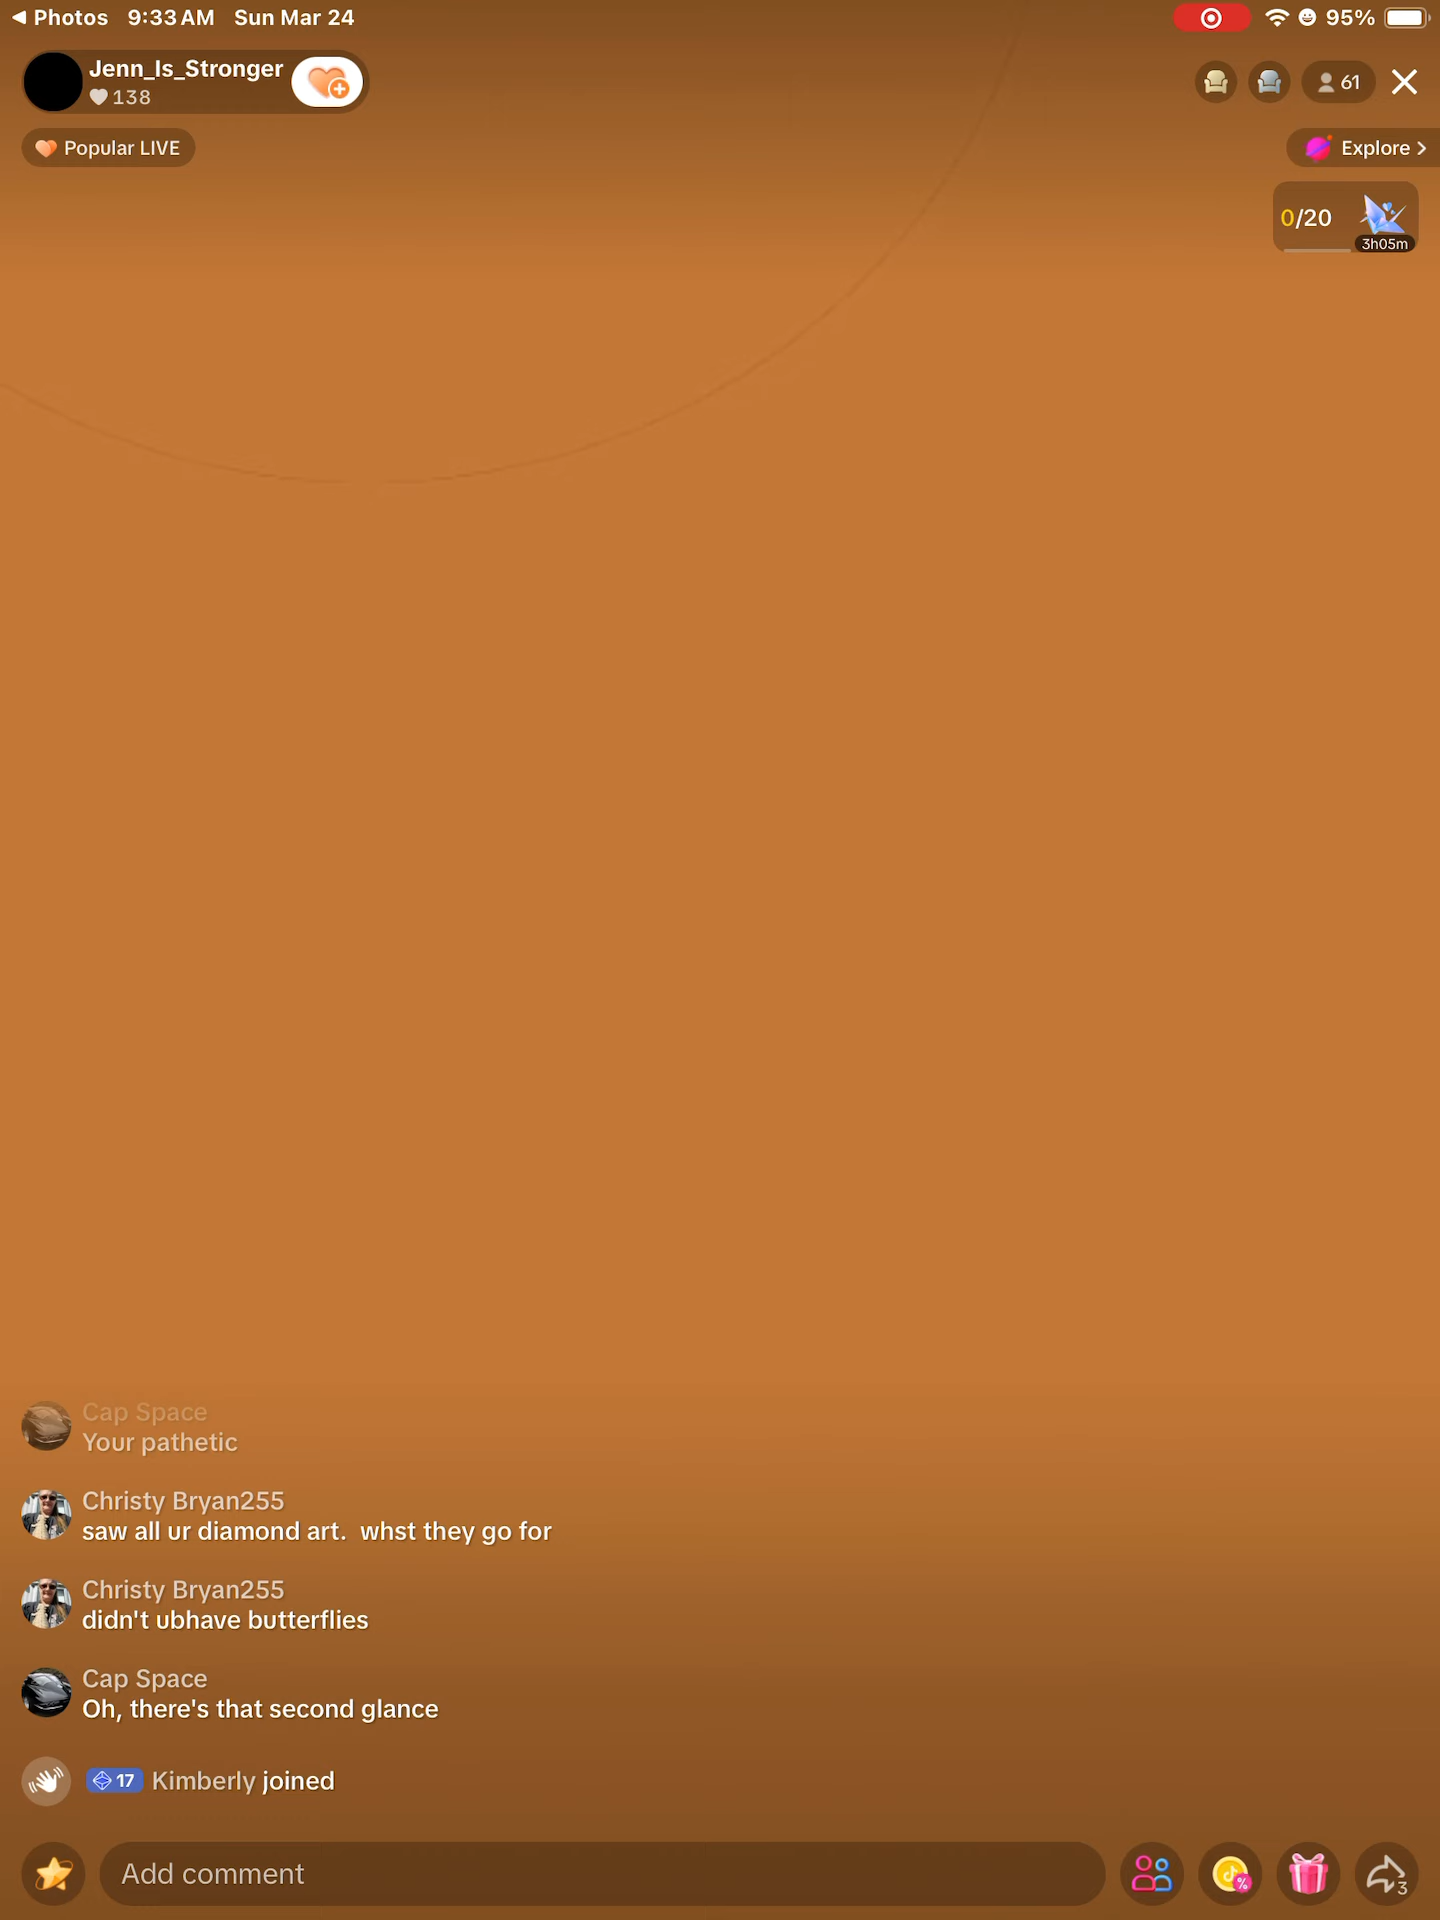 Photos 9:33 AM Sun Mar 24 95%
Jenn_Is_Stronger
138
61
Popular LIVE
Explore
0/20
3h05m
Cap Space
Your pathetic
Christy Bryan255
saw all ur diamond art.  whst they go for
Christy Bryan255
didn't ubhave butterflies
Cap Space
Oh, there's that second glance
17 Kimberly joined
Add comment
%
3